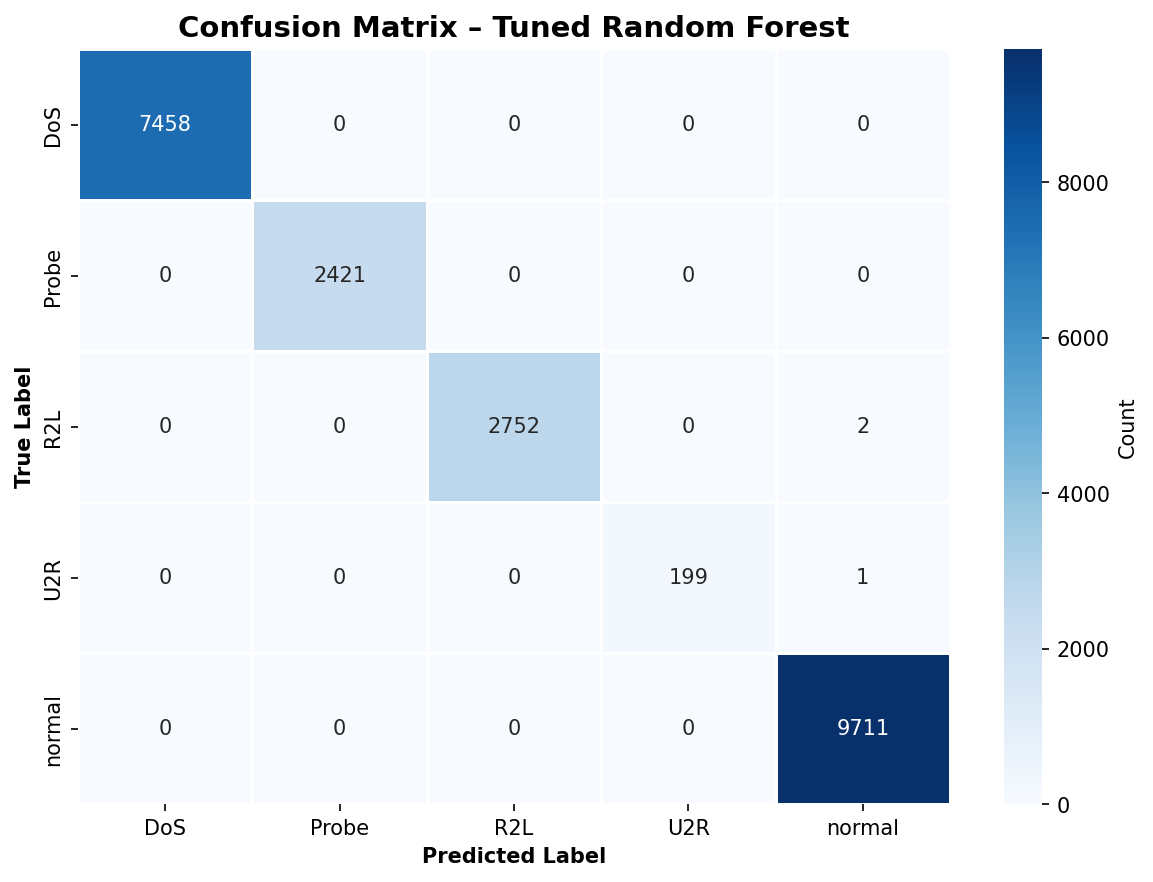 Confusion Matrix – Tuned Random Forest
DoS 7458 0 0 0 0
Probe 0 2421 0 0 0
R2L 0 0 2752 0 2
U2R 0 0 0 199 1
normal 0 0 0 0 9711
DoS Probe R2L U2R normal
Predicted Label
True Label
8000
6000
4000
2000
0
Count